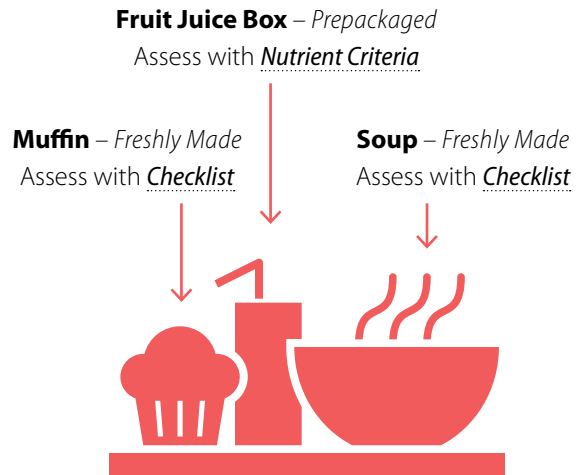 Fruit Juice Box – Prepackaged
Assess with Nutrient Criteria
Muffin – Freshly Made
Assess with Checklist
Soup – Freshly Made
Assess with Checklist